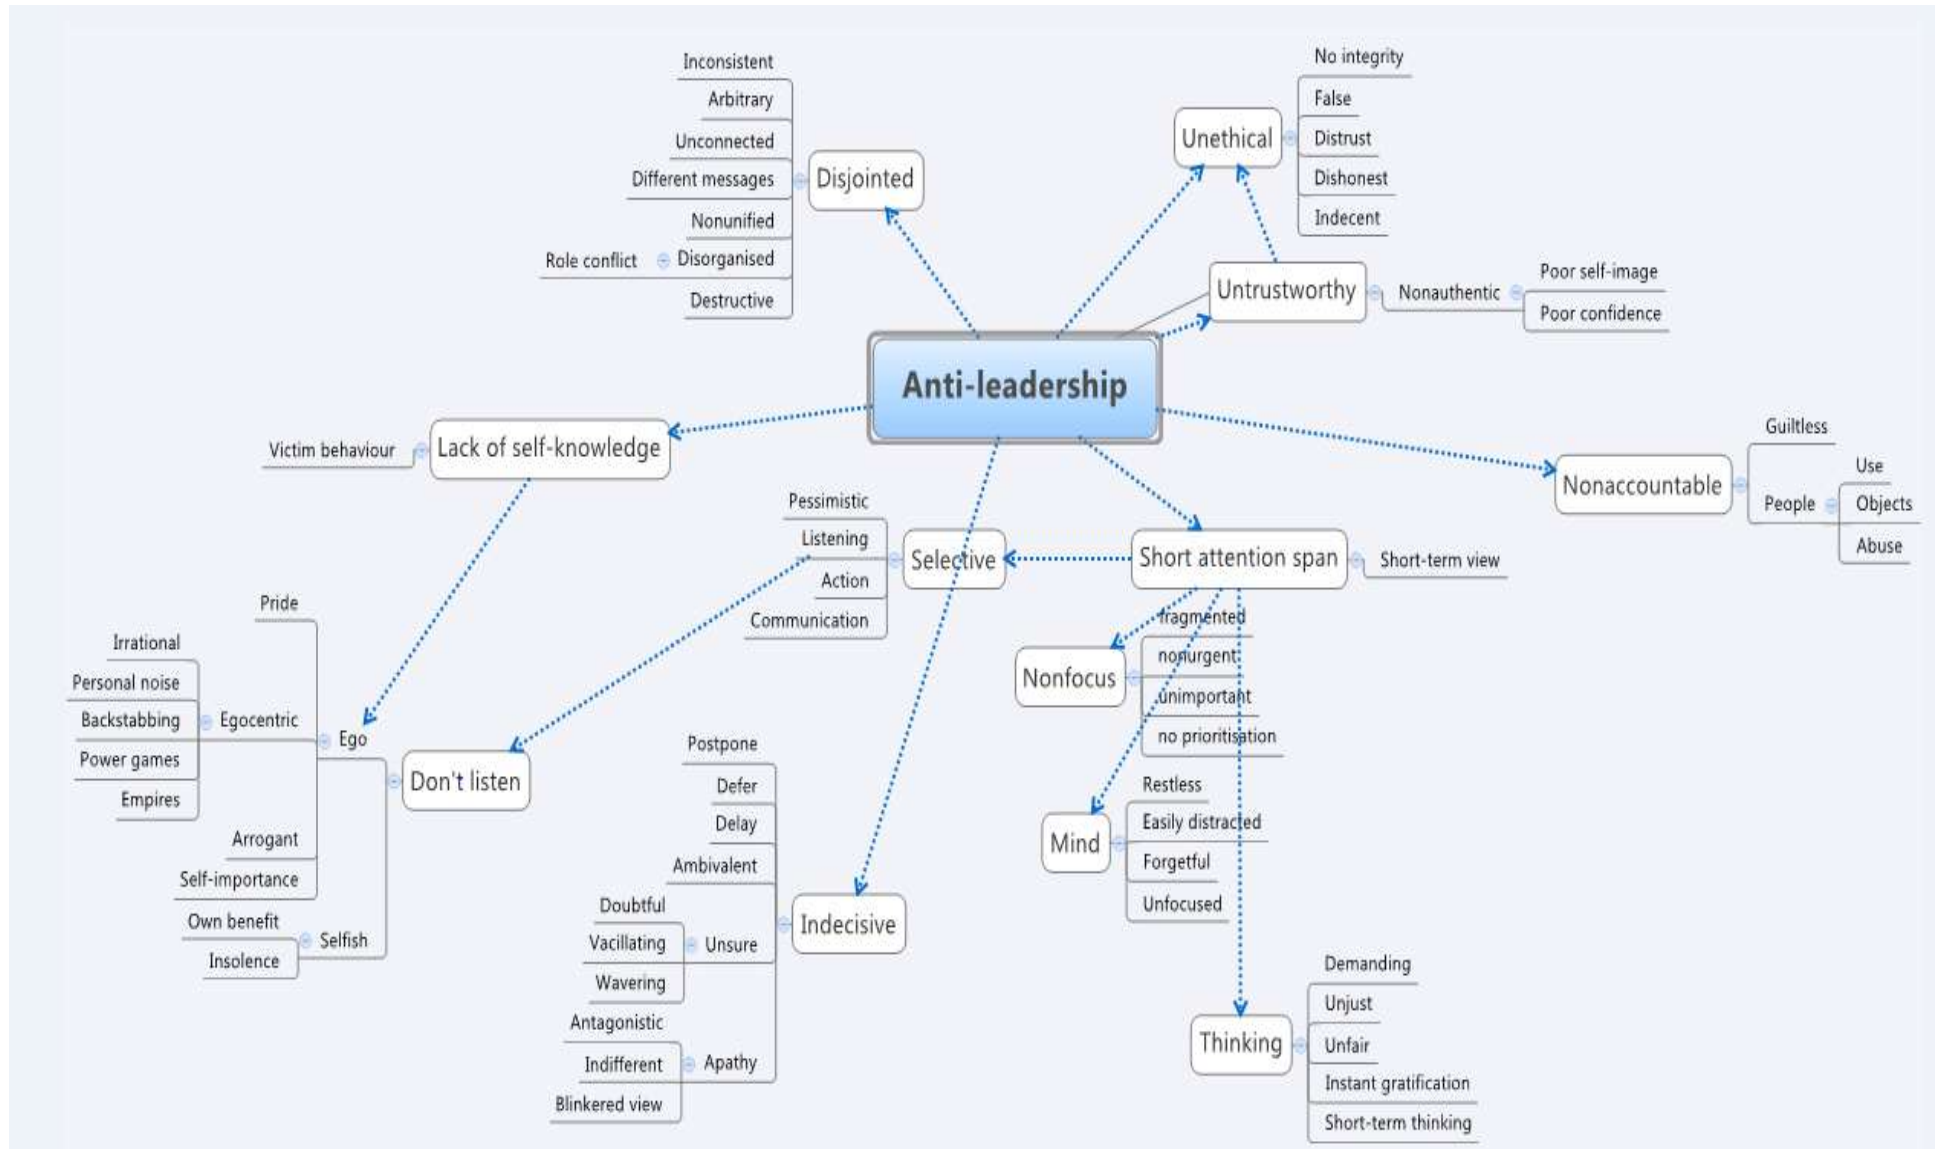 Anti-leadership
Disjointed
Inconsistent
Arbitrary
Unconnected
Different messages
Nonunified
Disorganised
Role conflict
Destructive
Unethical
No integrity
False
Distrust
Dishonest
Indecent
Untrustworthy
Nonauthentic
Poor self-image
Poor confidence
Nonaccountable
Guiltless
People
Use
Objects
Abuse
Lack of self-knowledge
Victim behaviour
Short attention span
Short-term view
Selective
Pessimistic
Listening
Action
Communication
Nonfocus
fragmented
nonurgent
unimportant
no prioritisation
Mind
Restless
Easily distracted
Forgetful
Unfocused
Thinking
Demanding
Unjust
Unfair
Instant gratification
Short-term thinking
Don't listen
Ego
Pride
Egocentric
Irrational
Personal noise
Backstabbing
Power games
Empires
Arrogant
Self-importance
Selfish
Own benefit
Insolence
Indecisive
Postpone
Defer
Delay
Ambivalent
Unsure
Doubtful
Vacillating
Wavering
Apathy
Antagonistic
Indifferent
Blinkered view